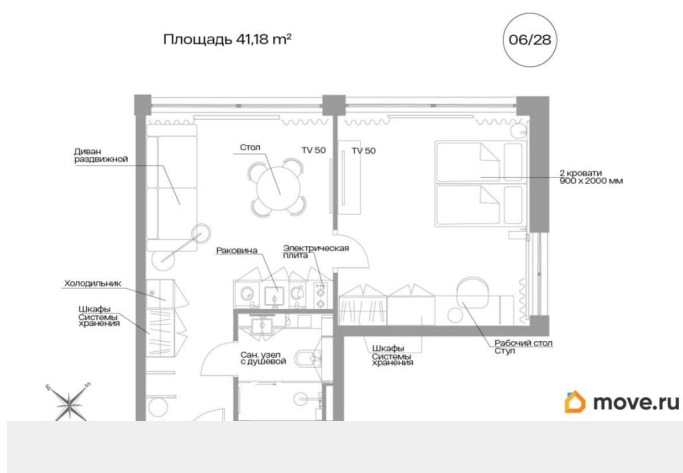 Площадь 41,18 m²
06/28
Диван
раздвижной
Стол
TV 50
TV 50
2 кровати
900 х 2000 мм
Раковина
Электрическая
плита
Холодильник
Шкафы
Системы
хранения
Сан. узел
с душевой
Шкафы
Системы
хранения
Рабочий стол
Стул
move.ru